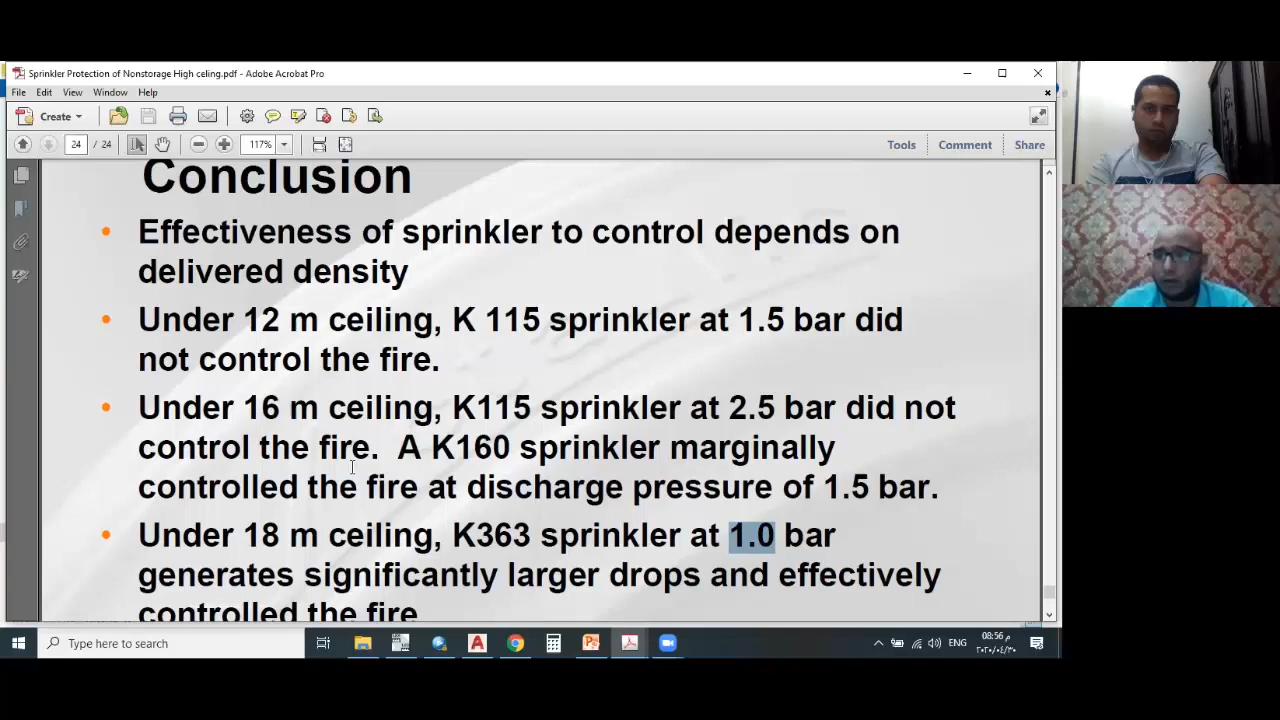 Sprinkler Protection of Nonstorage High celing.pdf - Adobe Acrobat Pro
File Edit View Window Help
Create
24 / 24 117% Tools Comment Share
Conclusion
• Effectiveness of sprinkler to control depends on
delivered density
• Under 12 m ceiling, K 115 sprinkler at 1.5 bar did
not control the fire.
• Under 16 m ceiling, K115 sprinkler at 2.5 bar did not
control the fire. A K160 sprinkler marginally
controlled the fire at discharge pressure of 1.5 bar.
• Under 18 m ceiling, K363 sprinkler at 1.0 bar
generates significantly larger drops and effectively
controlled the fire
Type here to search
ENG
08:56 م
٢٠٢٠/٠٤/٣٠